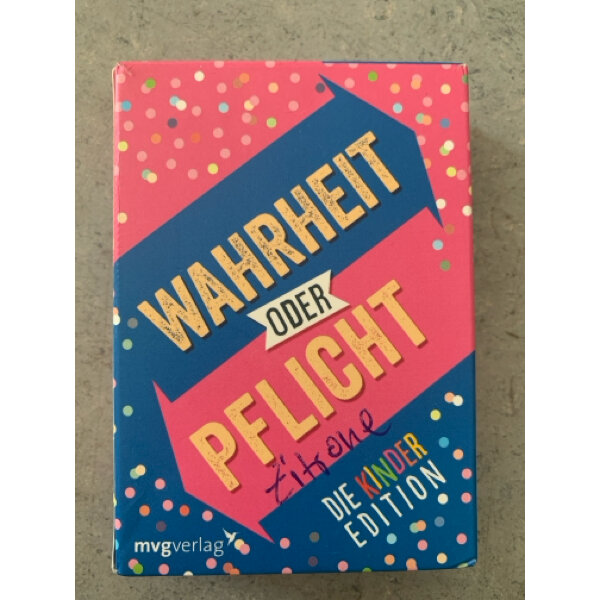 WAHRHEIT
ODER
PFLICHT
Zitrone
DIE KINDER
EDITION
mvgverlag